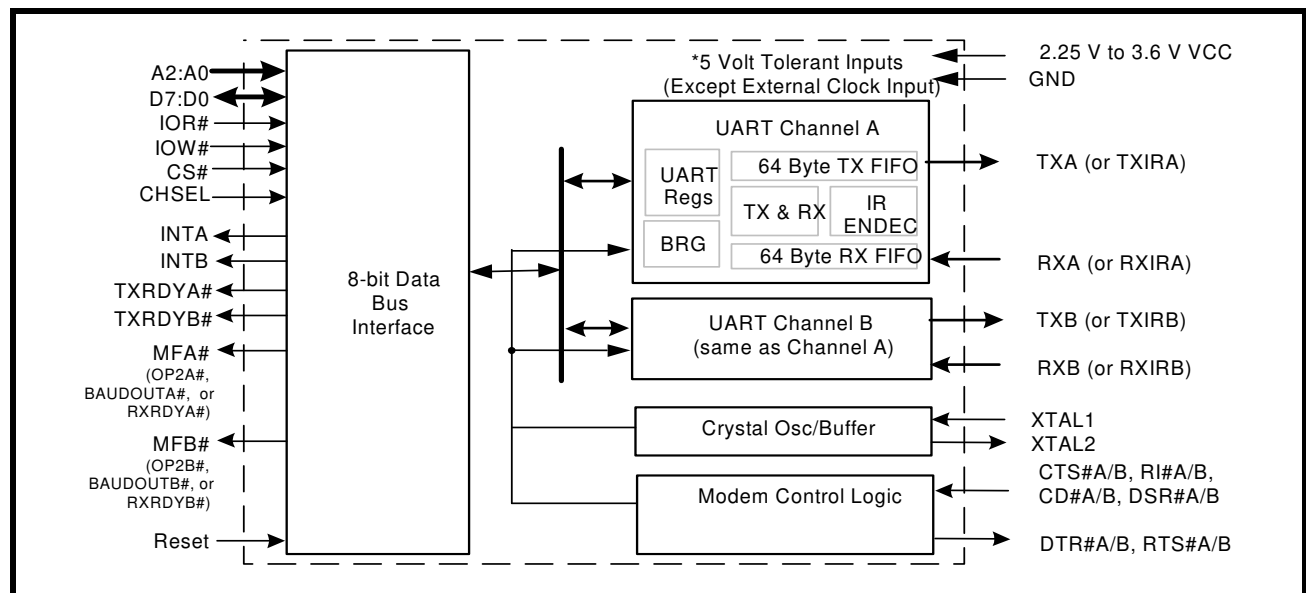 A2:A0
D7:D0
IOR#
IOW#
CS#
CHSEL
INTA
INTB
TXRDYA#
TXRDYB#
MFA#
(OP2A#,
BAUDOUTA#, or
RXRDYA#)
MFB#
(OP2B#,
BAUDOUTB#, or
RXRDYB#)
Reset
8-bit Data
Bus
Interface
*5 Volt Tolerant Inputs
(Except External Clock Input)
UART Channel A
UART
Regs
BRG
64 Byte TX FIFO
TX & RX
IR
ENDEC
64 Byte RX FIFO
UART Channel B
(same as Channel A)
Crystal Osc/Buffer
Modem Control Logic
2.25 V to 3.6 V VCC
GND
TXA (or TXIRA)
RXA (or RXIRA)
TXB (or TXIRB)
RXB (or RXIRB)
XTAL1
XTAL2
CTS#A/B, RI#A/B,
CD#A/B, DSR#A/B
DTR#A/B, RTS#A/B